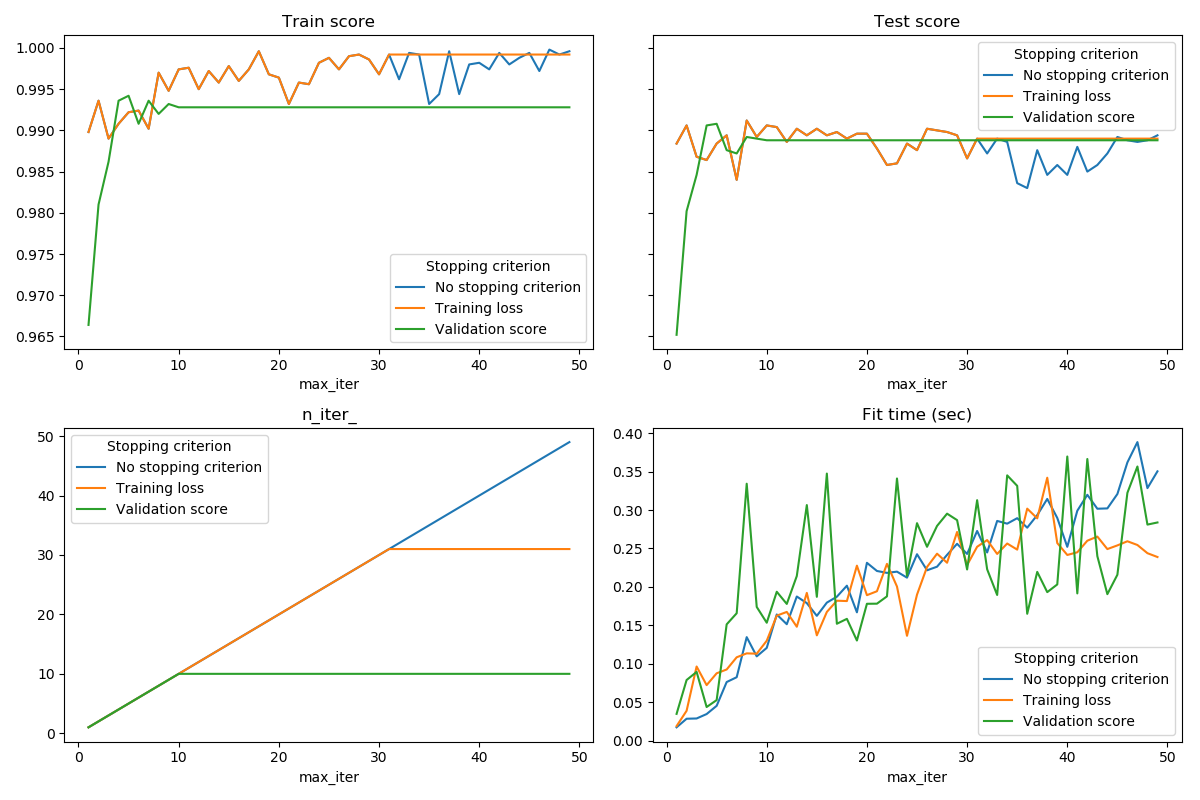 Train score
1.000
0.995
0.990
0.985
0.980
0.975
0.970
0.965
Stopping criterion
No stopping criterion
Training loss
Validation score
0 10 20 30 40 50
max_iter
Test score
Stopping criterion
No stopping criterion
Training loss
Validation score
0 10 20 30 40 50
max_iter
n_iter_
50
40
30
20
10
0
Stopping criterion
No stopping criterion
Training loss
Validation score
0 10 20 30 40 50
max_iter
Fit time (sec)
0.40
0.35
0.30
0.25
0.20
0.15
0.10
0.05
0.00
Stopping criterion
No stopping criterion
Training loss
Validation score
0 10 20 30 40 50
max_iter